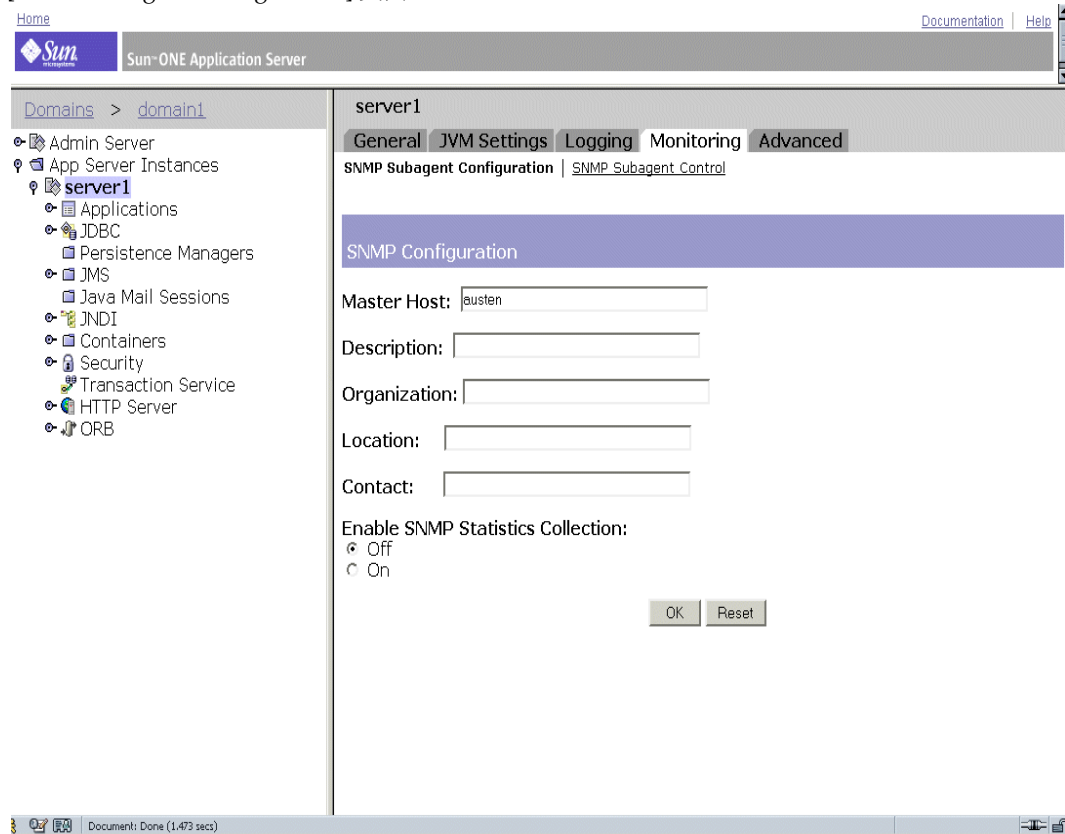 Home
Documentation | Help
Sun
microsystems
Sun™ ONE Application Server
Domains > domain1
Admin Server
App Server Instances
server1
Applications
JDBC
Persistence Managers
JMS
Java Mail Sessions
JNDI
Containers
Security
Transaction Service
HTTP Server
ORB
server1
General JVM Settings Logging Monitoring Advanced
SNMP Subagent Configuration | SNMP Subagent Control
SNMP Configuration
Master Host: austen
Description:
Organization:
Location:
Contact:
Enable SNMP Statistics Collection:
Off
On
OK Reset
Document: Done (1.473 secs)